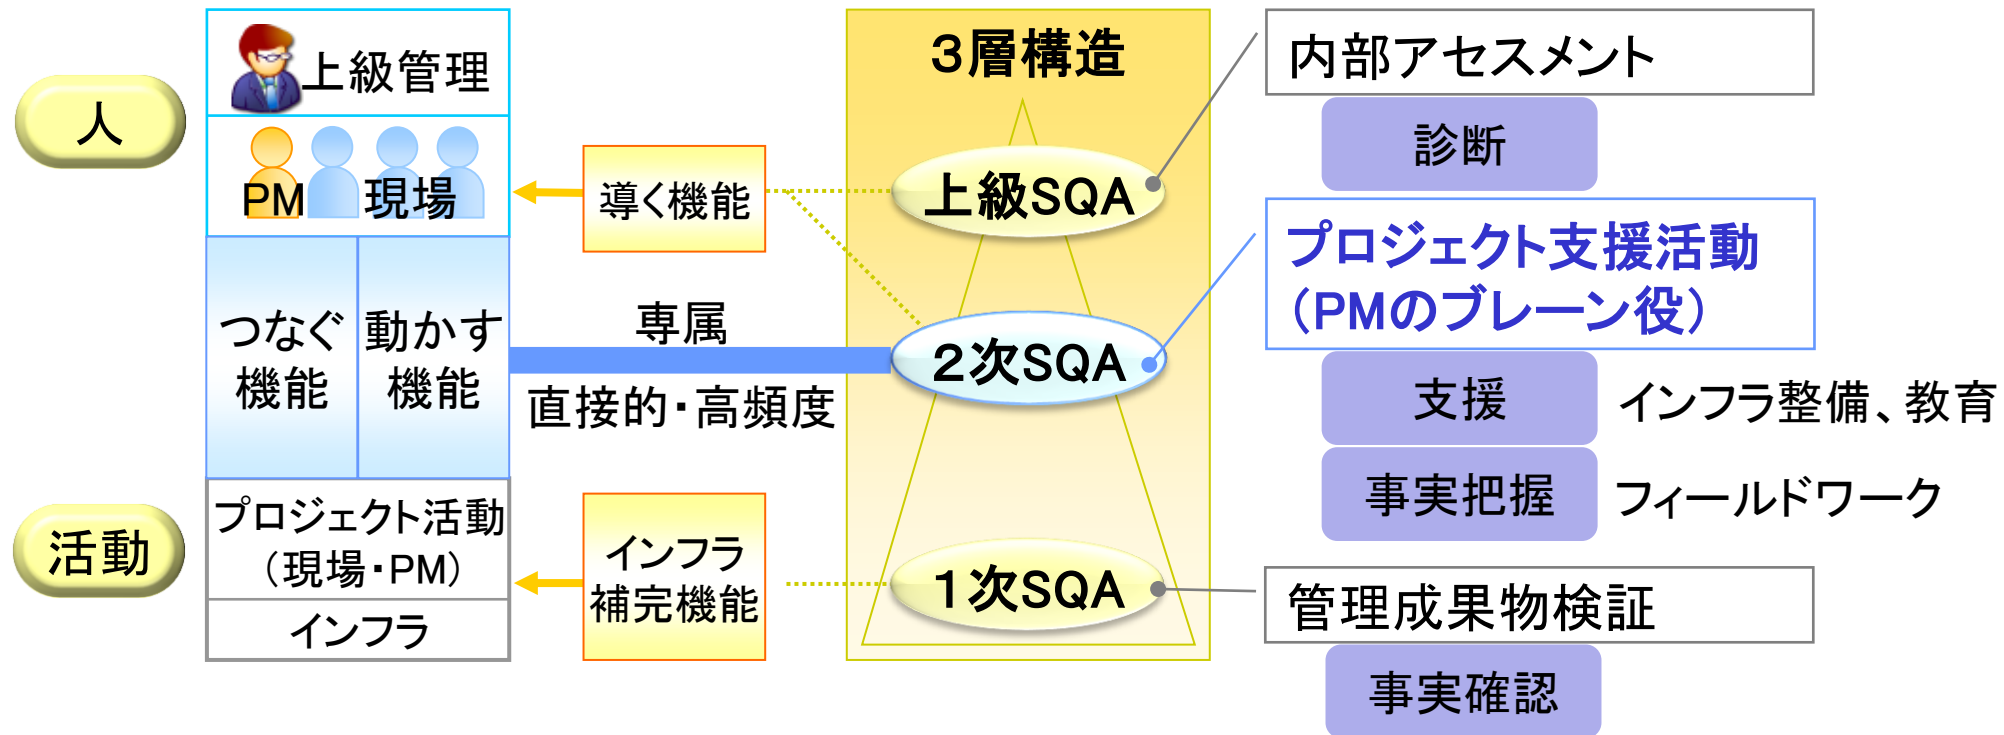 人
上級管理
PM 現場
つなぐ
機能
動かす
機能
活動
プロジェクト活動
（現場・PM）
インフラ
導く機能
専属
直接的・高頻度
インフラ
補完機能
３層構造
上級SQA
２次SQA
１次SQA
内部アセスメント
診断
プロジェクト支援活動
（PMのブレーン役）
支援 インフラ整備、教育
事実把握 フィールドワーク
管理成果物検証
事実確認